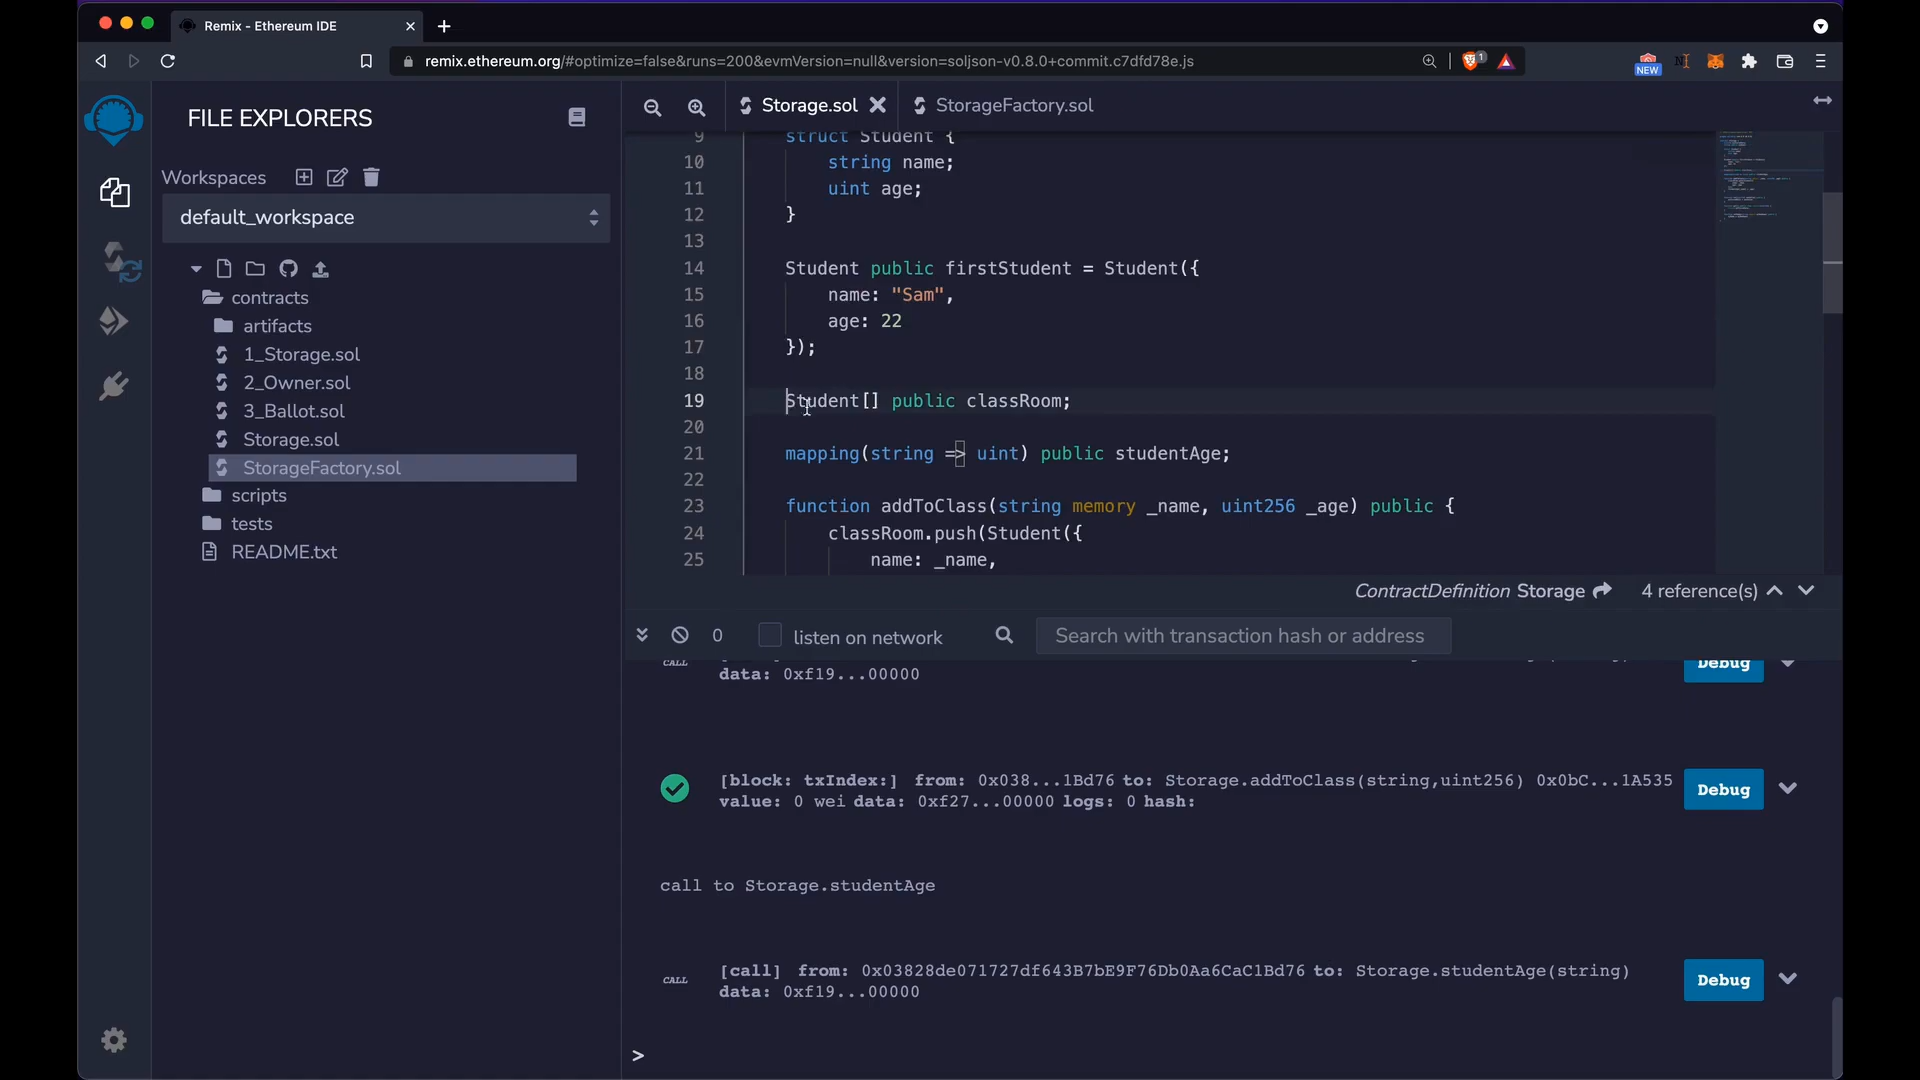 Remix - Ethereum IDE
remix.ethereum.org/#optimize=false&runs=200&evmVersion=null&version=soljson-v0.8.0+commit.c7dfd78e.js
1
NEW
FILE EXPLORERS
Storage.sol
StorageFactory.sol
Workspaces
default_workspace
contracts
artifacts
1_Storage.sol
2_Owner.sol
3_Ballot.sol
Storage.sol
StorageFactory.sol
scripts
tests
README.txt
9 struct Student {
10 string name;
11 uint age;
12 }
13
14 Student public firstStudent = Student({
15 name: "Sam",
16 age: 22
17 });
18
19 Student[] public classRoom;
20
21 mapping(string => uint) public studentAge;
22
23 function addToClass(string memory _name, uint256 _age) public {
24 classRoom.push(Student({
25 name: _name,
ContractDefinition Storage 4 reference(s)
0 listen on network Search with transaction hash or address
CALL
data: 0xf19...00000
Debug
[block: txIndex:] from: 0x038...1Bd76 to: Storage.addToClass(string,uint256) 0x0bC...1A535
value: 0 wei data: 0xf27...00000 logs: 0 hash:
Debug
call to Storage.studentAge
CALL
[call] from: 0x03828de071727df643B7bE9F76Db0Aa6CaC1Bd76 to: Storage.studentAge(string)
data: 0xf19...00000
Debug
>